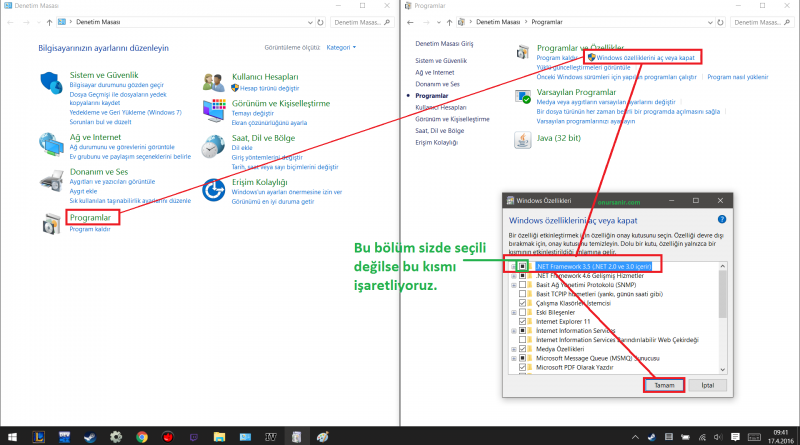 Denetim Masası
Denetim Masası
Denetim Masas...
Bilgisayarınızın ayarlarını düzenleyin
Görüntüleme ölçütü: Kategori
Sistem ve Güvenlik
Bilgisayar durumunu gözden geçir
Dosya Geçmişi ile dosyaların yedek
kopyalarını kaydet
Yedekleme ve Geri Yükleme (Windows 7)
Sorunları bul ve düzelt
Ağ ve Internet
Ağ durumunu ve görevlerini görüntüle
Ev grubunu ve paylaşım seçeneklerini belirle
Donanım ve Ses
Aygıtları ve yazıcıları görüntüle
Aygıt ekle
Sık kullanılan taşınabilirlik ayarlarını düzenle
Programlar
Program kaldır
Kullanıcı Hesapları
Hesap türünü değiştir
Görünüm ve Kişiselleştirme
Temayı değiştir
Ekran çözünürlüğünü ayarla
Saat, Dil ve Bölge
Dil ekle
Giriş yöntemlerini değiştir
Tarih, saat veya sayı biçimlerini değiştir
Erişim Kolaylığı
Windows'un ayarları önermesine izin ver
Görünümü en iyi duruma getir
Programlar
Denetim Masası
Programlar
Denetim Masas...
Denetim Masası Giriş
Sistem ve Güvenlik
Ağ ve Internet
Donanım ve Ses
Programlar
Kullanıcı Hesapları
Görünüm ve Kişiselleştirme
Saat, Dil ve Bölge
Erişim Kolaylığı
Programlar ve Özellikler
Program kaldır
Windows özelliklerini aç veya kapat
Yüklü güncelleştirmeleri görüntüle
Önceki Windows sürümleri için yapılan programları çalıştır
Program nasıl yüklenir
Varsayılan Programlar
Medya veya aygıtların varsayılan ayarlarını değiştir
Bir dosya türünün her zaman belirli bir programda açılmasını sağla
Varsayılan programlarınızı ayarlayın
Java (32 bit)
Windows Özellikleri
Windows özelliklerini aç veya kapat
Bir özelliği etkinleştirmek için özelliğin onay kutusunu seçin. Özelliği devre dışı
bırakmak için, onay kutusunu temizleyin. Dolu bir kutu, özelliğin yalnızca bir
kısmının etkinleştirildiği anlamına gelir.
.NET Framework 3.5 (.NET 2.0 ve 3.0 içerir)
.NET Framework 4.6 Gelişmiş Hizmetler
Basit Ağ Yönetimi Protokolü (SNMP)
Basit TCPIP hizmetleri (yankı, günün saati gibi)
Çalışma Klasörleri İstemcisi
Eski Bileşenler
Internet Explorer 11
Internet Information Services
Internet Information Services Barındırılabilir Web Çekirdeği
Medya Özellikleri
Microsoft Message Queue (MSMQ) Sunucusu
Microsoft PDF Olarak Yazdır
Tamam
İptal
Bu bölüm sizde seçili
değilse bu kısmı
işaretliyoruz.
09:41
17.4.2016